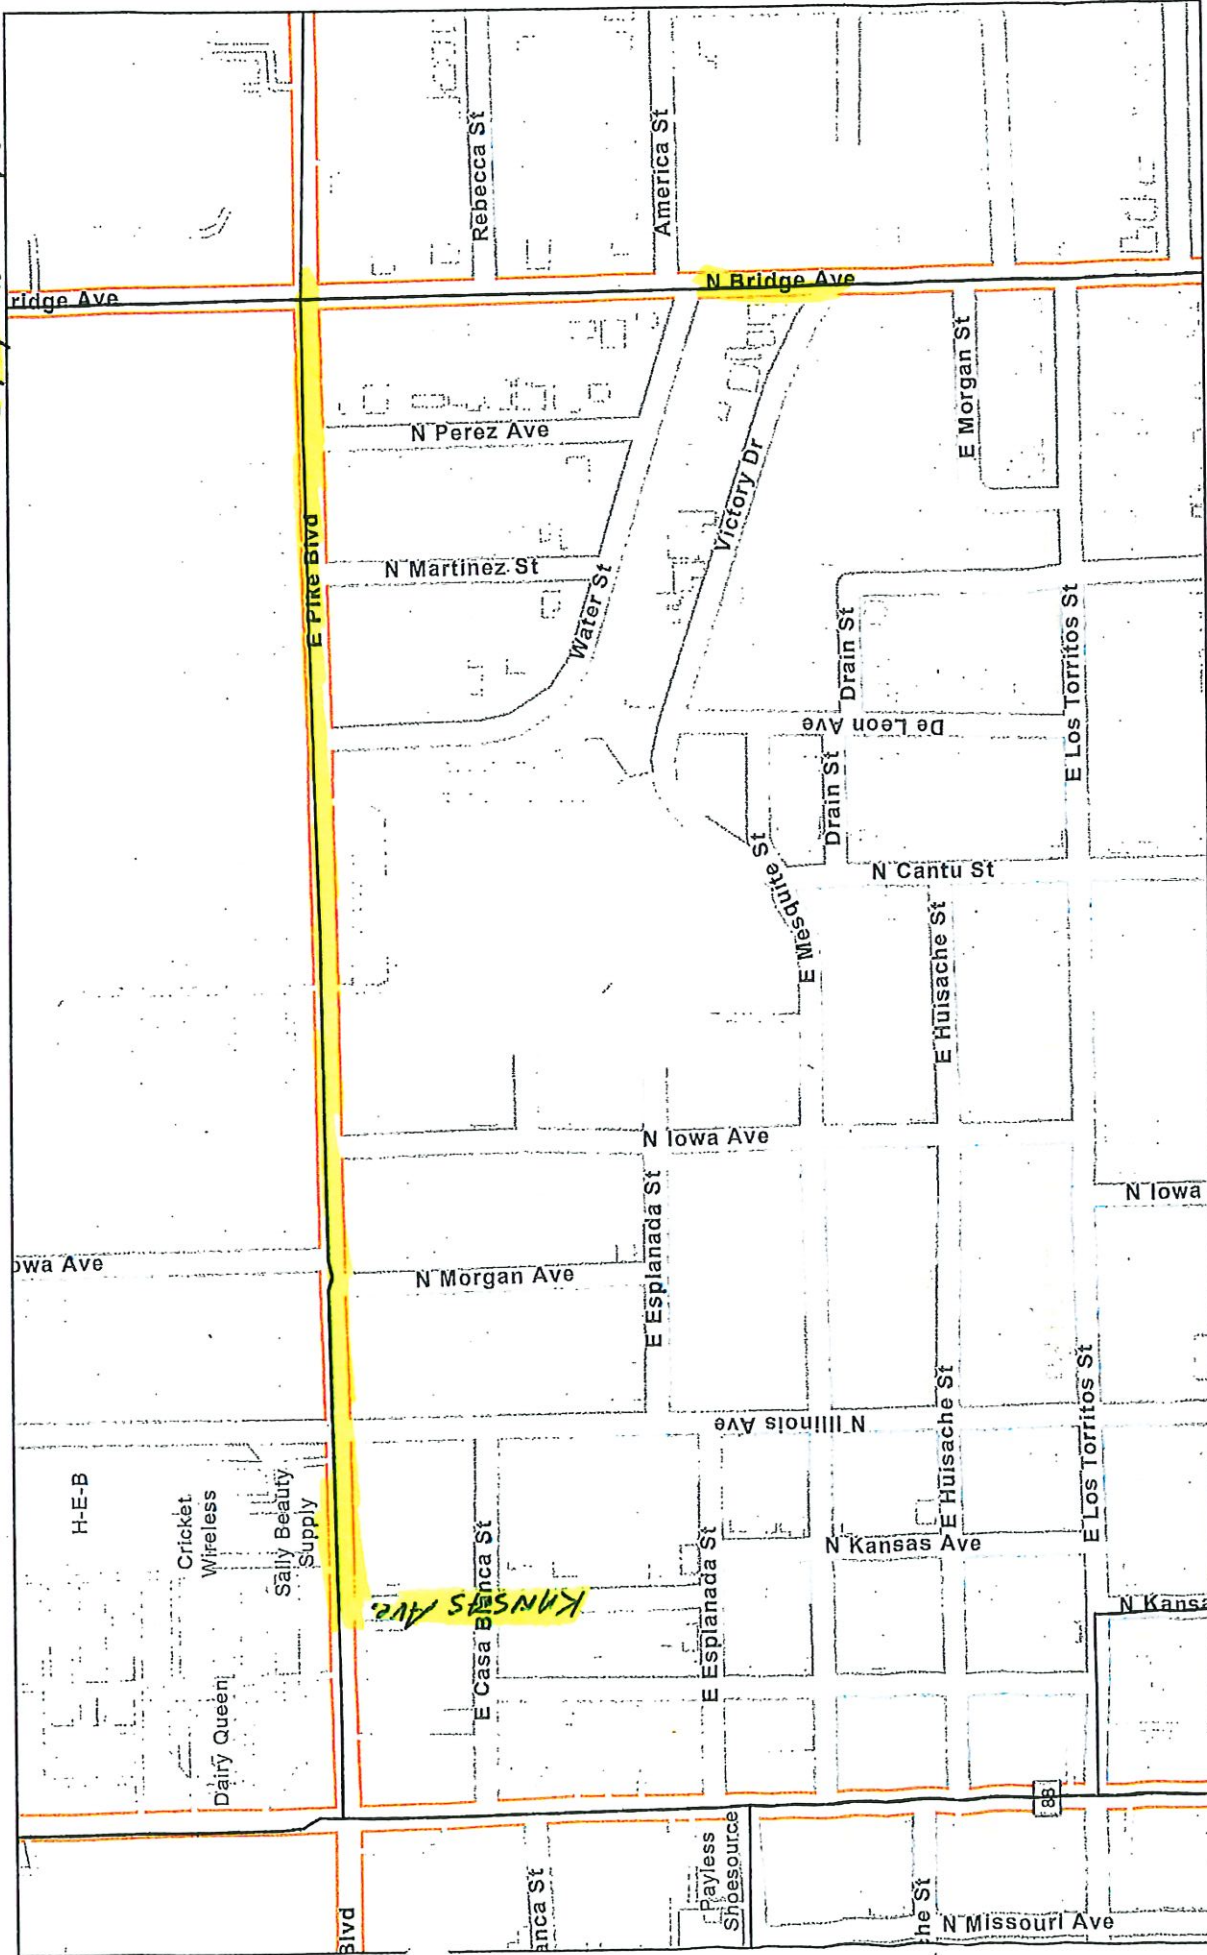 Rebecca St
America St
ridge Ave
N Bridge Ave
E Morgan St
N Perez Ave
Victory Dr
E Pike Blvd
N Martinez St
Water St
Drain St
E Los Torritos St
De Leon Ave
Drain St
E Mesquite St
N Cantu St
E Huisache St
N Iowa Ave
E Esplanada St
N Iowa
owa Ave
N Morgan Ave
N Illinois Ave
E Huisache St
E Los Torritos St
H-E-B
Cricket
Wireless
Sally Beauty
Supply
E Casa Blanca St
KANSAS AVE.
E Esplanada St
N Kansas Ave
N Kansa
Dairy Queen
88
Blvd
anca St
Payless
Shoesource
he St
N Missouri Ave